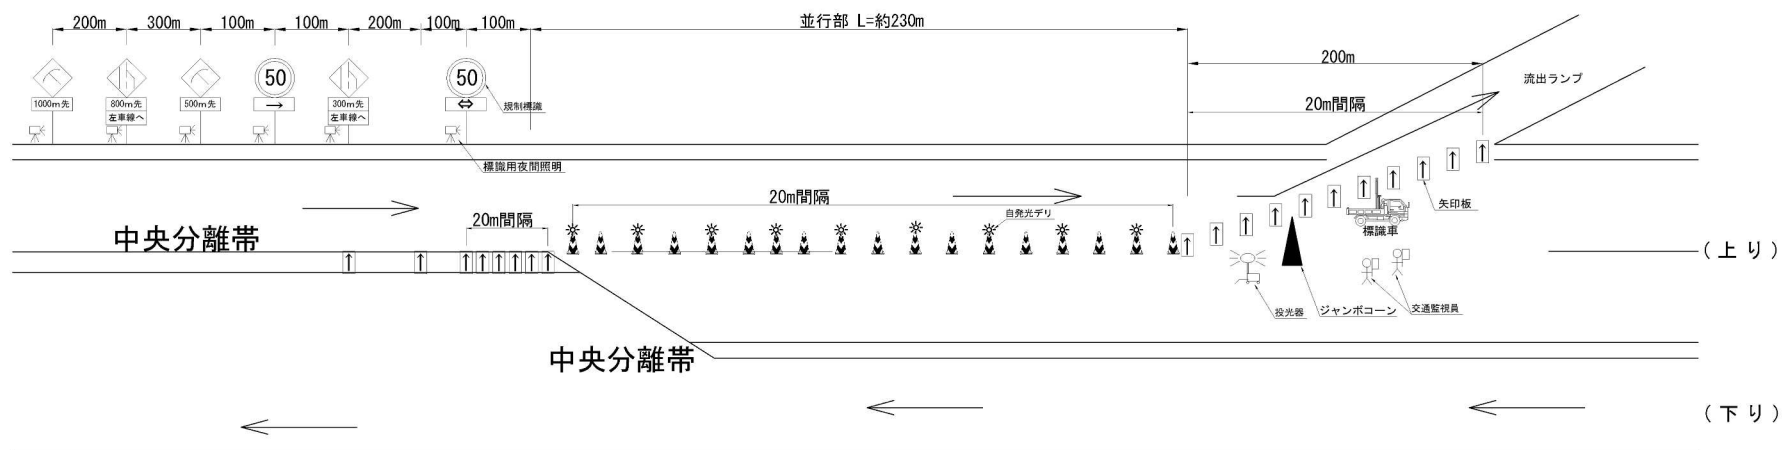 200m 300m 100m 100m 200m 100m 100m 並行部 L=約230m
200m
流出ランプ
50 50
1000m先 800m先 500m先 → 300m先 ⇔
左車線へ 左車線へ
規制標識
20m間隔
標識用夜間照明
20m間隔
矢印板
自発光デリ
20m間隔
標識車
中央分離帯
(上り)
投光器 ジャンボコーン 交通監視員
中央分離帯
(下り)